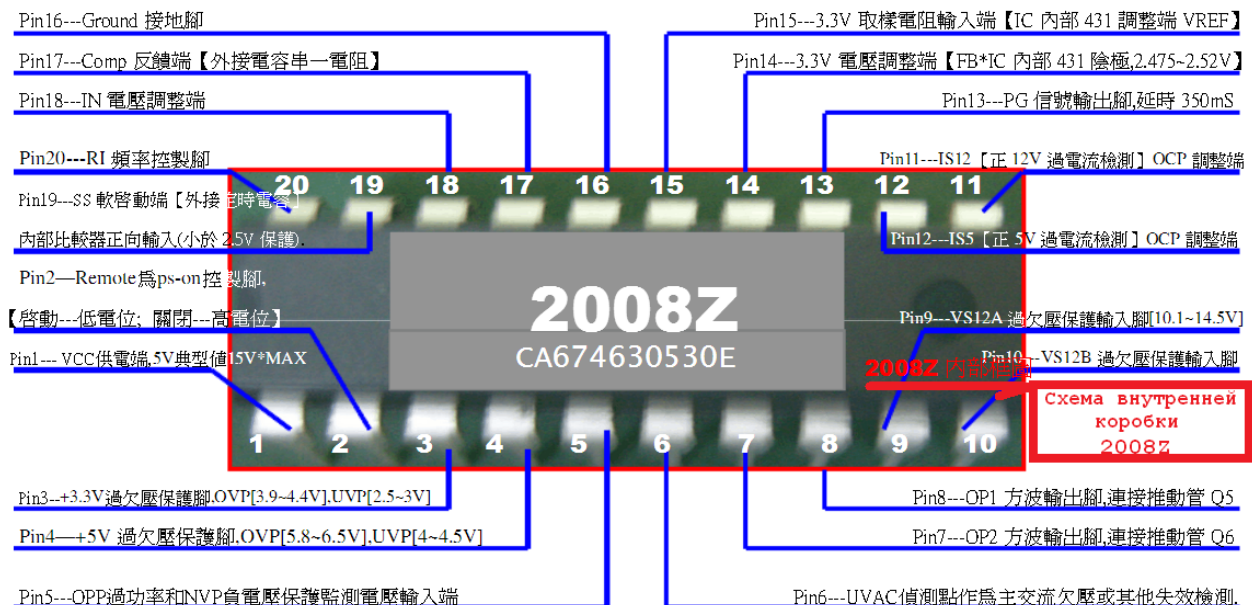 Pin16---Ground 接地腳
Pin15---3.3V 取樣電阻輸入端【IC 內部 431 調整端 VREF】
Pin17---Comp 反饋端【外接電容串一電阻】
Pin14---3.3V 電壓調整端【FB*IC 內部 431 陰極,2.475~2.52V】
Pin18---IN 電壓調整端
Pin13---PG 信號輸出腳,延時 350mS
Pin20---RI 頻率控製腳
Pin11---IS12【正 12V 過電流檢測】OCP 調整端
20 19 18 17 16 15 14 13 12 11
Pin19---SS 軟啓動端【外接定時電容】
內部比較器正向輸入(小於 2.5V 保護).
Pin12---IS5【正 5V 過電流檢測】OCP 調整端
Pin2—Remote爲ps-on控製腳,
2008Z
【啓動---低電位; 關閉---高電位】
Pin9---VS12A 過欠壓保護輸入腳[10.1~14.5V]
Pin1--- VCC供電端,5V典型值15V*MAX
CA674630530E
Pin10---VS12B 過欠壓保護輸入腳
2008Z 內部框圖
Схема внутренней
коробки
2008Z
1 2 3 4 5 6 7 8 9 10
Pin3--+3.3V過欠壓保護腳,OVP[3.9~4.4V],UVP[2.5~3V]
Pin8---OP1 方波輸出腳,連接推動管 Q5
Pin4—+5V 過欠壓保護腳,OVP[5.8~6.5V],UVP[4~4.5V]
Pin7---OP2 方波輸出腳,連接推動管 Q6
Pin5---OPP過功率和NVP負電壓保護監測電壓輸入端
Pin6---UVAC偵測點作爲主交流欠壓或其他失效檢測.